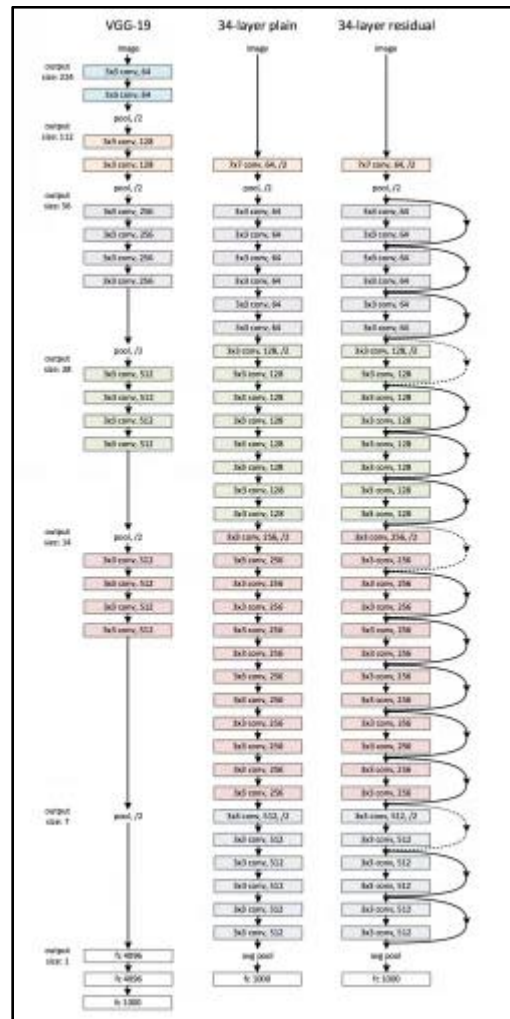 VGG-19
34-layer plain
34-layer residual
image
image
image
output
size: 224
3x3 conv, 64
3x3 conv, 64
pool, /2
output
size: 112
3x3 conv, 128
3x3 conv, 128
7x7 conv, 64, /2
7x7 conv, 64, /2
pool, /2
pool, /2
pool, /2
output
size: 56
3x3 conv, 256
3x3 conv, 64
3x3 conv, 64
3x3 conv, 256
3x3 conv, 64
3x3 conv, 64
3x3 conv, 256
3x3 conv, 64
3x3 conv, 64
3x3 conv, 256
3x3 conv, 64
3x3 conv, 64
3x3 conv, 64
3x3 conv, 64
3x3 conv, 64
3x3 conv, 64
output
size: 28
pool, /2
3x3 conv, 128, /2
3x3 conv, 128, /2
3x3 conv, 512
3x3 conv, 128
3x3 conv, 128
3x3 conv, 512
3x3 conv, 128
3x3 conv, 128
3x3 conv, 512
3x3 conv, 128
3x3 conv, 128
3x3 conv, 512
3x3 conv, 128
3x3 conv, 128
3x3 conv, 128
3x3 conv, 128
3x3 conv, 128
3x3 conv, 128
3x3 conv, 128
3x3 conv, 128
output
size: 14
pool, /2
3x3 conv, 256, /2
3x3 conv, 256, /2
3x3 conv, 512
3x3 conv, 256
3x3 conv, 256
3x3 conv, 512
3x3 conv, 256
3x3 conv, 256
3x3 conv, 512
3x3 conv, 256
3x3 conv, 256
3x3 conv, 512
3x3 conv, 256
3x3 conv, 256
3x3 conv, 256
3x3 conv, 256
3x3 conv, 256
3x3 conv, 256
3x3 conv, 256
3x3 conv, 256
3x3 conv, 256
3x3 conv, 256
3x3 conv, 256
3x3 conv, 256
3x3 conv, 256
3x3 conv, 256
output
size: 7
pool, /2
3x3 conv, 512, /2
3x3 conv, 512, /2
3x3 conv, 512
3x3 conv, 512
3x3 conv, 512
3x3 conv, 512
3x3 conv, 512
3x3 conv, 512
3x3 conv, 512
3x3 conv, 512
3x3 conv, 512
3x3 conv, 512
output
size: 1
fc 4096
avg pool
avg pool
fc 4096
fc 1000
fc 1000
fc 1000